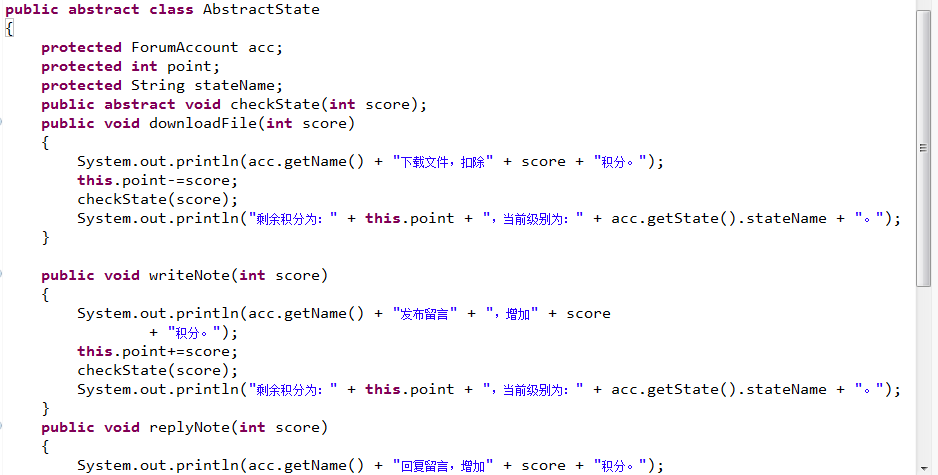 public abstract class AbstractState
{
    protected ForumAccount acc;
    protected int point;
    protected String stateName;
    public abstract void checkState(int score);
    public void downloadFile(int score)
    {
        System.out.println(acc.getName() + "下载文件，扣除" + score + "积分。");
        this.point-=score;
        checkState(score);
        System.out.println("剩余积分为：" + this.point + "，当前级别为：" + acc.getState().stateName + "。");
    }

    public void writeNote(int score)
    {
        System.out.println(acc.getName() + "发布留言" + "，增加" + score
                + "积分。");
        this.point+=score;
        checkState(score);
        System.out.println("剩余积分为：" + this.point + "，当前级别为：" + acc.getState().stateName + "。");
    }
    public void replyNote(int score)
    {
        System.out.println(acc.getName() + "回复留言，增加" + score + "积分。");